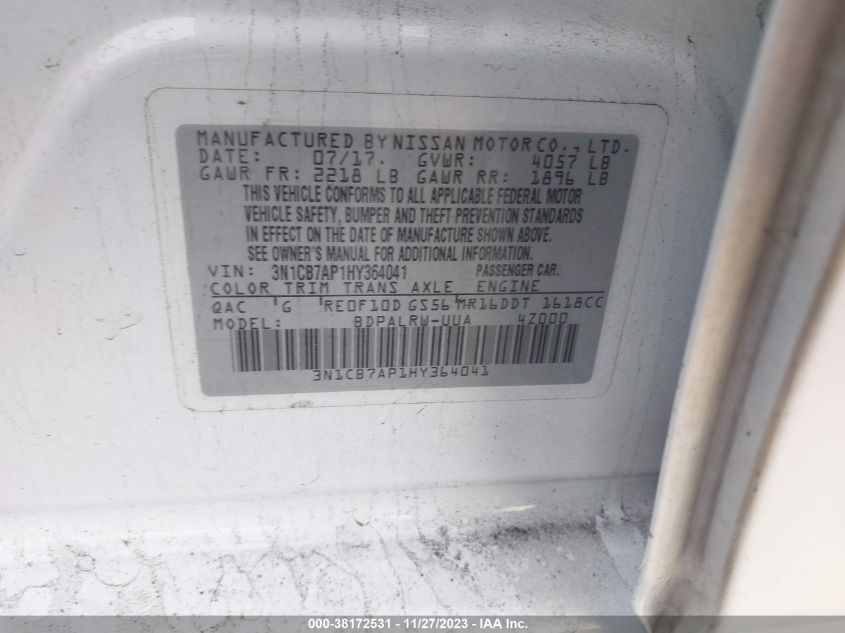 MANUFACTURED BY NISSAN MOTOR CO., LTD.
DATE: 07/17. GVWR: 4057 LB
GAWR FR: 2218 LB GAWR RR: 1896 LB
THIS VEHICLE CONFORMS TO ALL APPLICABLE FEDERAL MOTOR
VEHICLE SAFETY, BUMPER AND THEFT PREVENTION STANDARDS
IN EFFECT ON THE DATE OF MANUFACTURE SHOWN ABOVE.
SEE OWNER'S MANUAL FOR ADDITIONAL INFORMATION.
VIN: 3N1CB7AP1HY364041 PASSENGER CAR.
COLOR TRIM TRANS AXLE ENGINE
QAC 'G 'RE0F10D GS56'MR16DDT 1618CC
MODEL: BDPALRW-UUA 4Z000
3N1CB7AP1HY364041
000-38172531 - 11/27/2023 - IAA Inc.